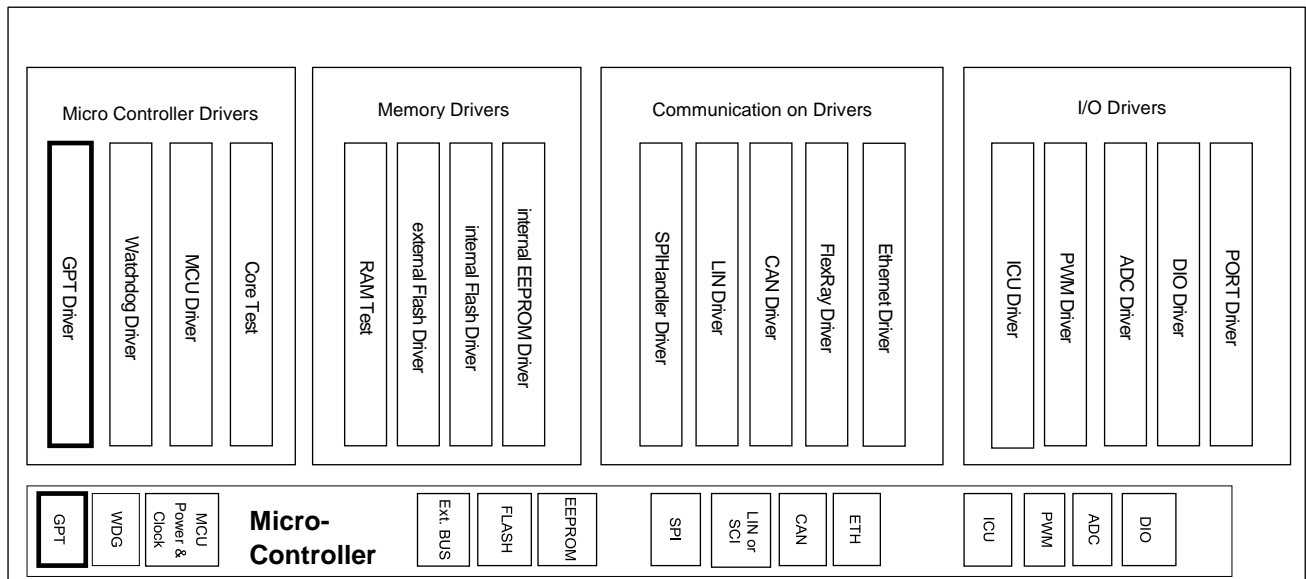 Micro Controller Drivers
GPT Driver
Watchdog Driver
MCU Driver
Core Test
Memory Drivers
RAM Test
external Flash Driver
internal Flash Driver
internal EEPROM Driver
Communication on Drivers
SPIHandler Driver
LIN Driver
CAN Driver
FlexRay Driver
Ethernet Driver
I/O Drivers
ICU Driver
PWM Driver
ADC Driver
DIO Driver
PORT Driver
GPT
WDG
MCU
Power &
Clock
Micro-
Controller
Ext. BUS
FLASH
EEPROM
SPI
LIN or
SCI
CAN
ETH
ICU
PWM
ADC
DIO